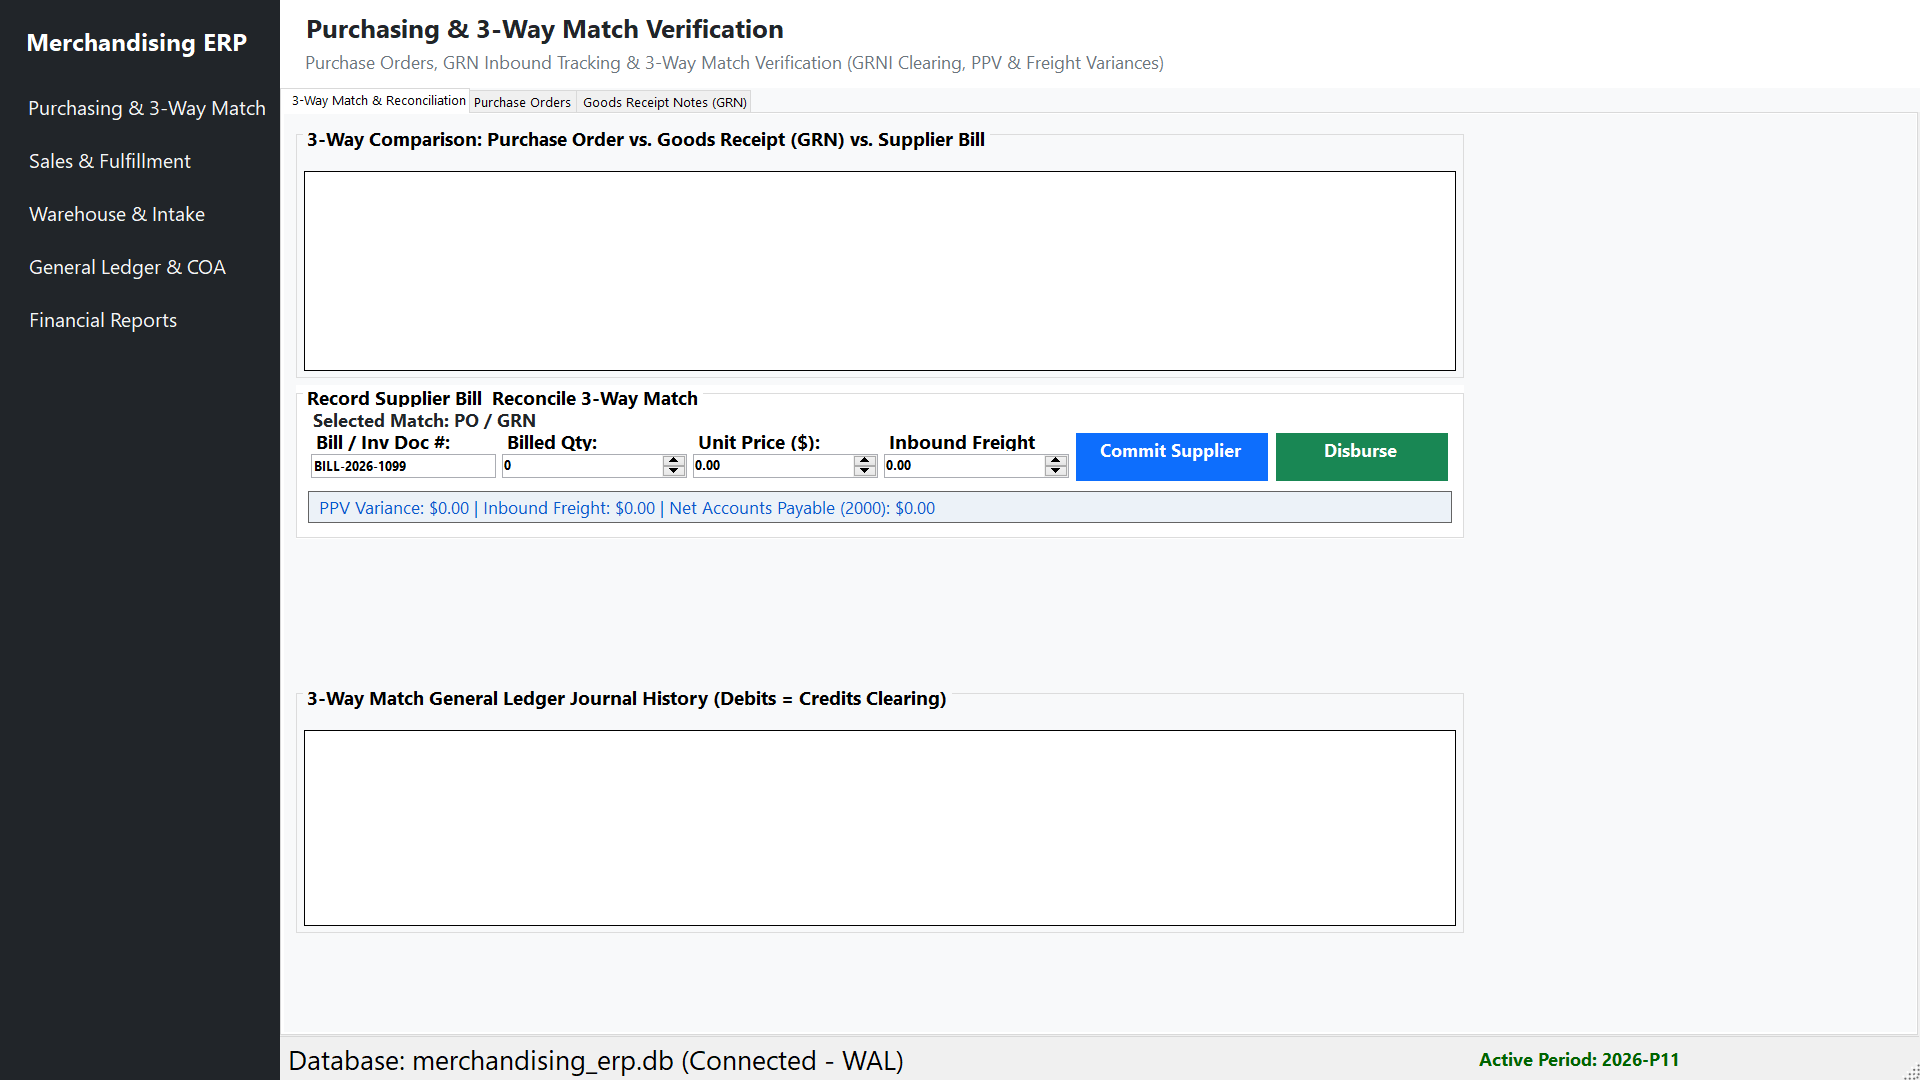 Merchandising ERP
Purchasing & 3-Way Match
Sales & Fulfillment
Warehouse & Intake
General Ledger & COA
Financial Reports
Purchasing & 3-Way Match Verification
Purchase Orders, GRN Inbound Tracking & 3-Way Match Verification (GRNI Clearing, PPV & Freight Variances)
3-Way Match & Reconciliation Purchase Orders Goods Receipt Notes (GRN)
3-Way Comparison: Purchase Order vs. Goods Receipt (GRN) vs. Supplier Bill
Record Supplier Bill  Reconcile 3-Way Match
Selected Match: PO / GRN
Bill / Inv Doc #: Billed Qty: Unit Price ($): Inbound Freight
BILL-2026-1099 0 0.00 0.00 Commit Supplier Disburse
PPV Variance: $0.00 | Inbound Freight: $0.00 | Net Accounts Payable (2000): $0.00
3-Way Match General Ledger Journal History (Debits = Credits Clearing)
Database: merchandising_erp.db (Connected - WAL) Active Period: 2026-P11